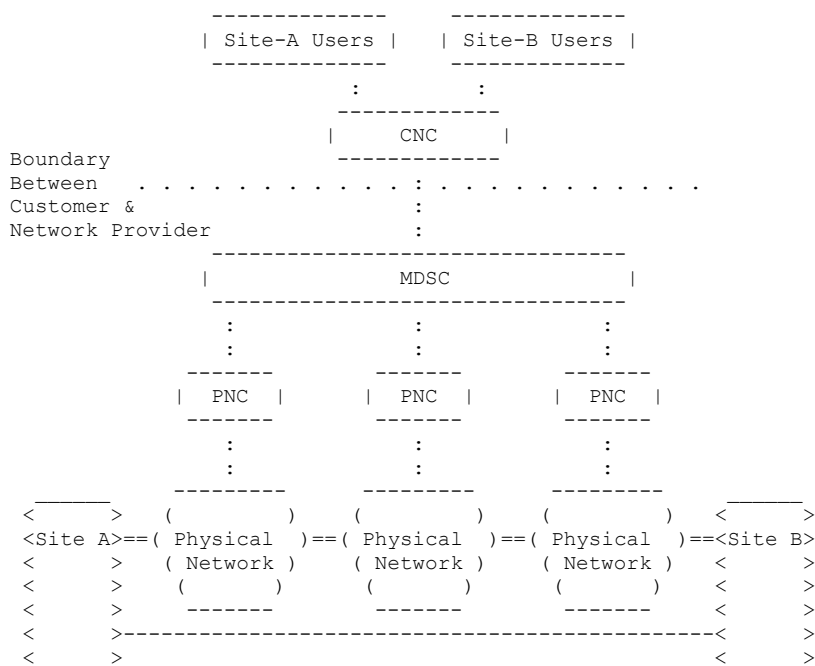 Site-A Users | Site-B Users
CNC
Boundary
Between
Customer &
Network Provider
MDSC
PNC | PNC | PNC
<Site A>==( Physical )==( Physical )==( Physical )==<Site B>
( Network ) ( Network ) ( Network )